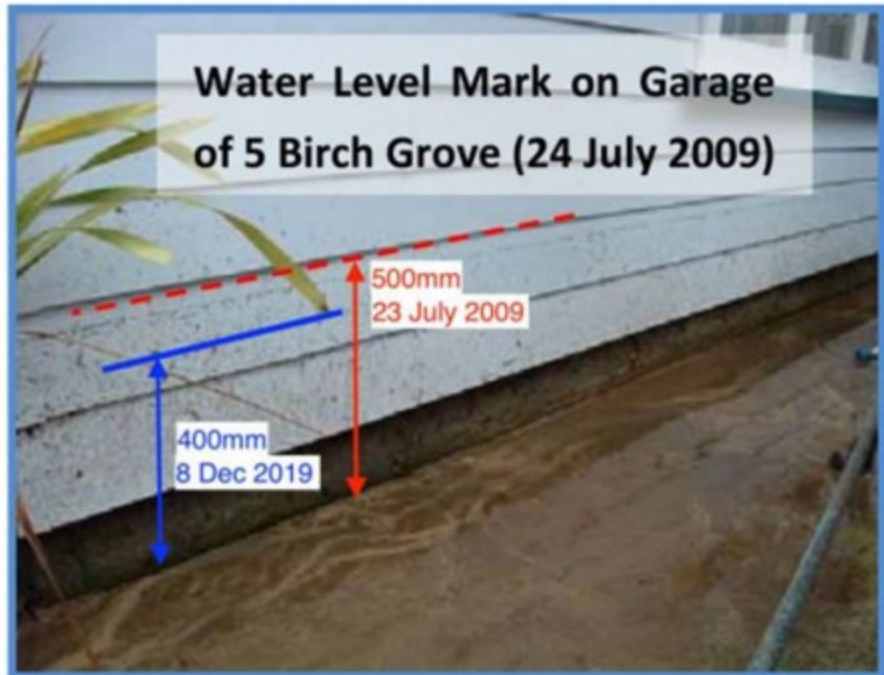 Water Level Mark on Garage
of 5 Birch Grove (24 July 2009)
500mm
23 July 2009
400mm
8 Dec 2019